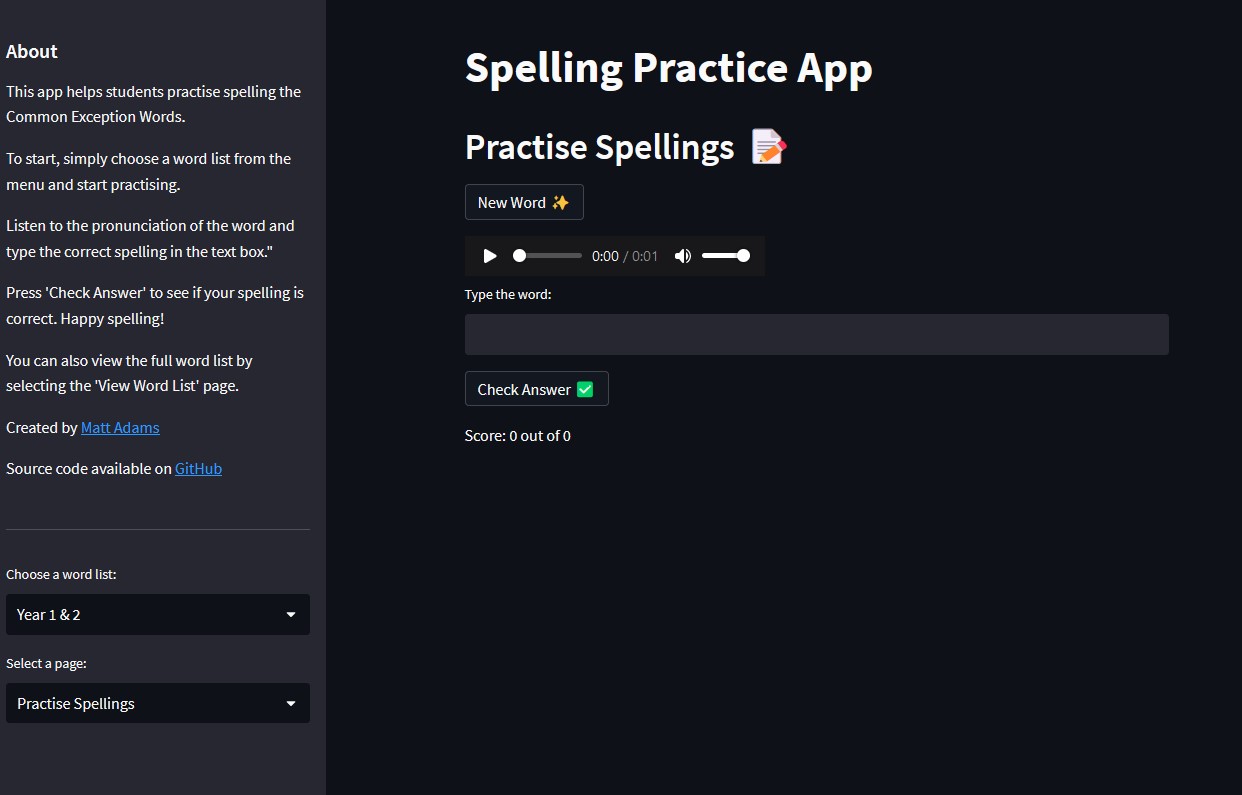 About
This app helps students practise spelling the
Common Exception Words.
To start, simply choose a word list from the
menu and start practising.
Listen to the pronunciation of the word and
type the correct spelling in the text box."
Press 'Check Answer' to see if your spelling is
correct. Happy spelling!
You can also view the full word list by
selecting the 'View Word List' page.
Created by Matt Adams
Source code available on GitHub
Choose a word list:
Year 1 & 2
Select a page:
Practise Spellings
Spelling Practice App
Practise Spellings 📝
New Word ✨
0:00 / 0:01
Type the word:
Check Answer ✅
Score: 0 out of 0